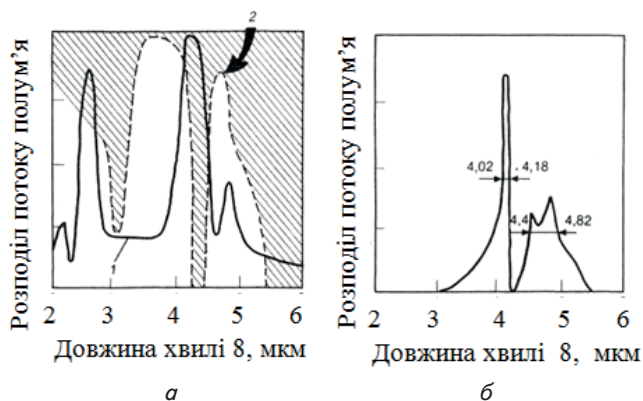 Розподіл потоку полум’я
2
2 3 4 5 6
Довжина хвилі 8, мкм
а
Розподіл потоку полум’я
4,02 . 4,18
4,4 4,82
2 3 4 5 6
Довжина хвилі 8, мкм
б